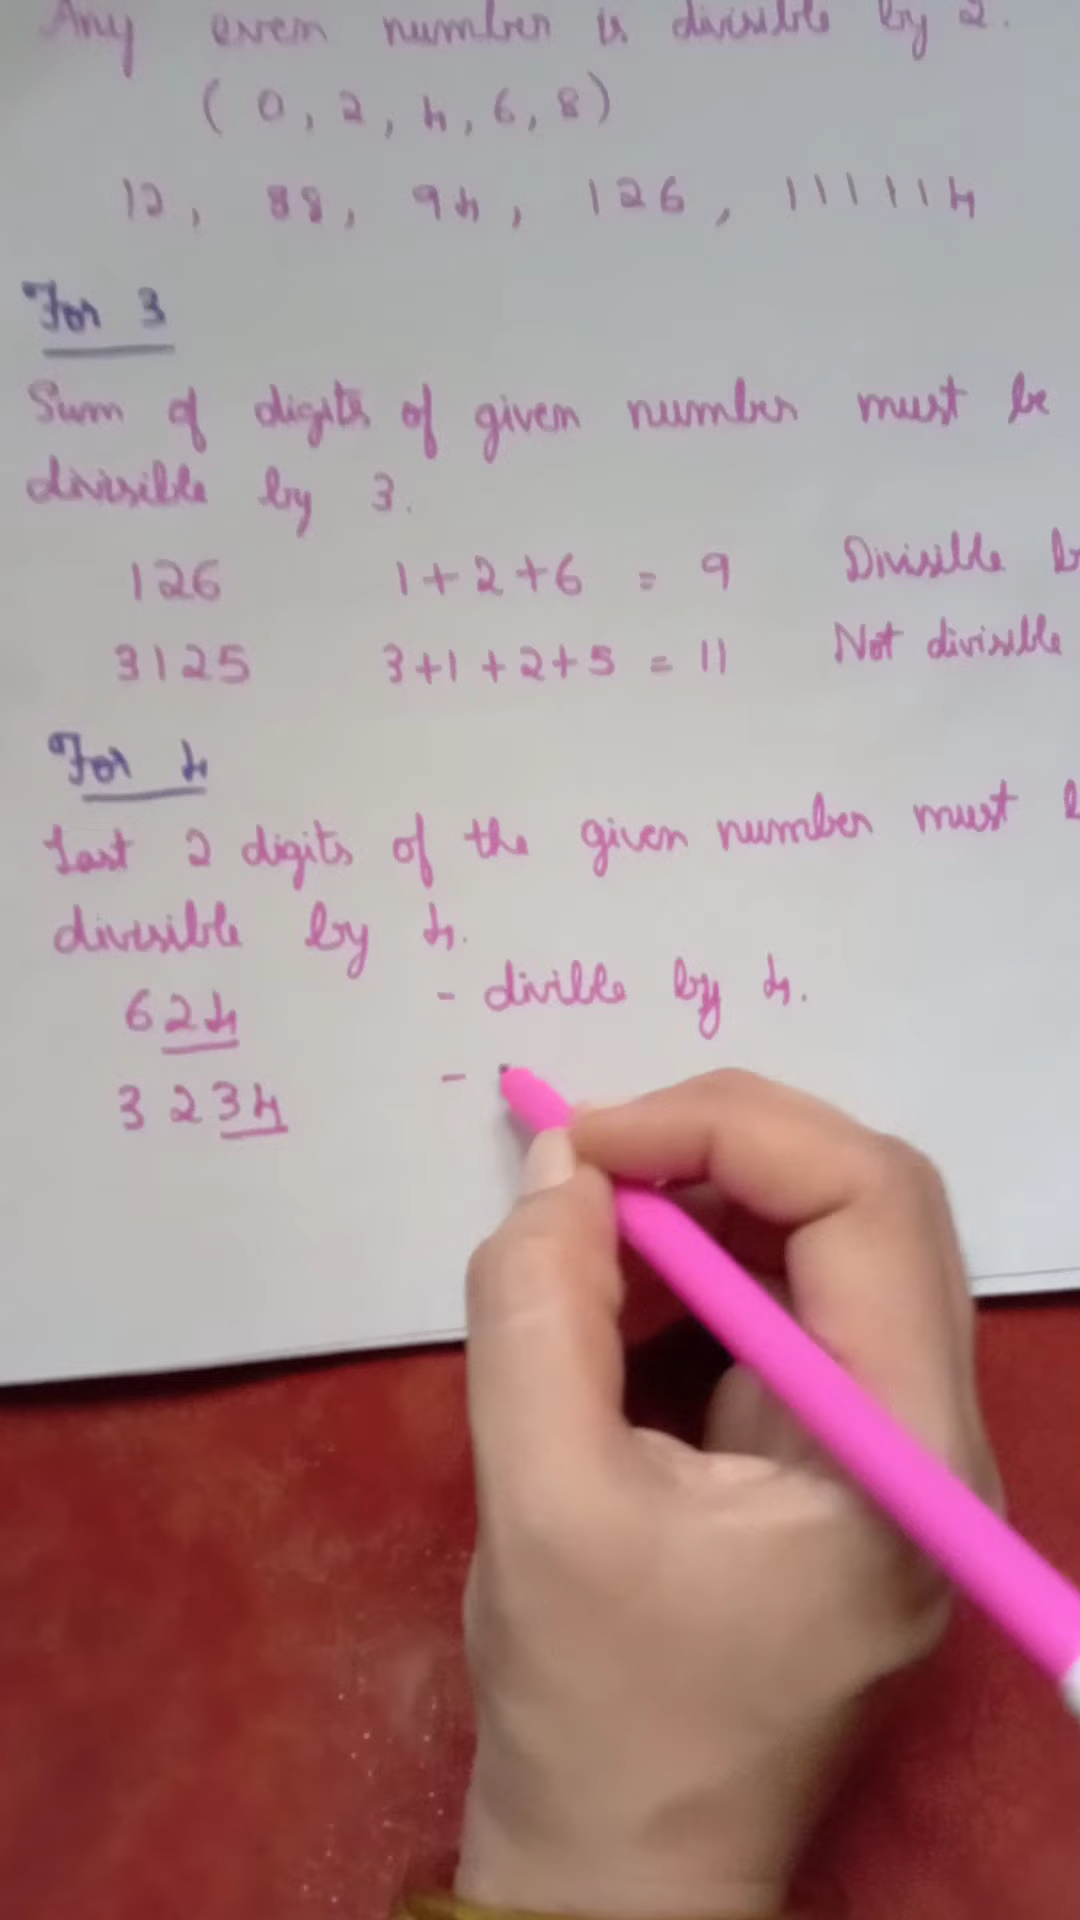 Any even number is divisible by 2.
(0, 2, 4, 6, 8)
12, 88, 94, 126, 111114
For 3
Sum of digits of given number must be
divisible by 3.
126 1+2+6 = 9 Divisible
3125 3+1+2+5 = 11 Not divisible
For 4
Last 2 digits of the given number must
divisible by 4.
624 - divilble by 4.
3234 -